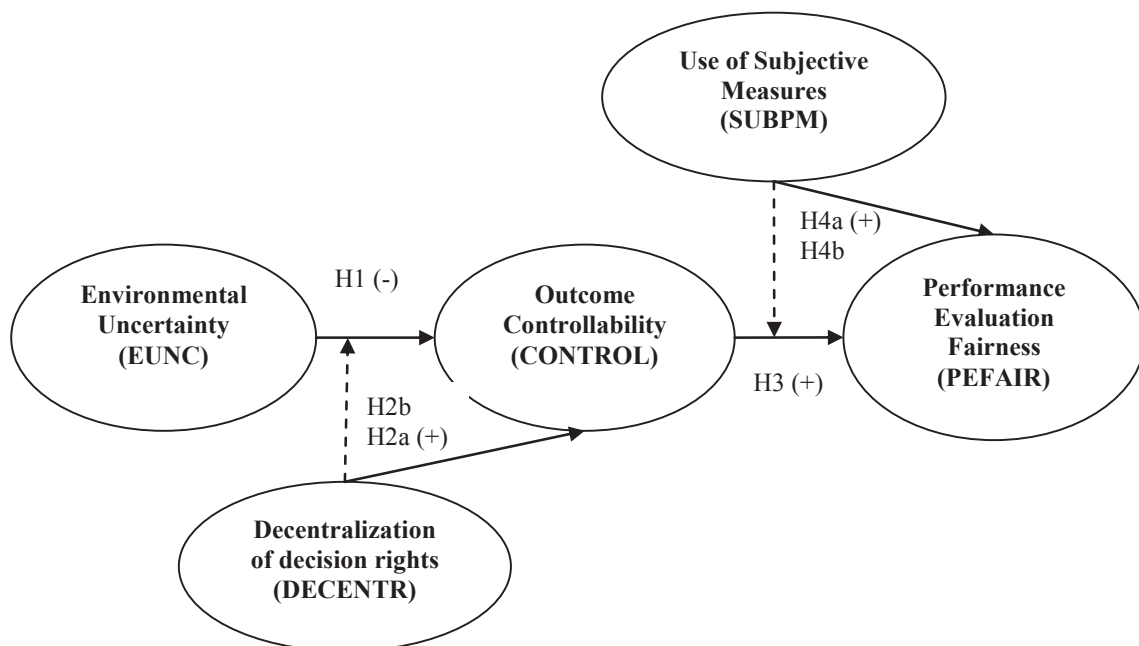 Use of Subjective
Measures
(SUBPM)
H4a (+)
H4b
Environmental
Uncertainty
(EUNC)
H1 (-)
Outcome
Controllability
(CONTROL)
Performance
Evaluation
Fairness
(PEFAIR)
H3 (+)
H2b
H2a (+)
Decentralization
of decision rights
(DECENTR)